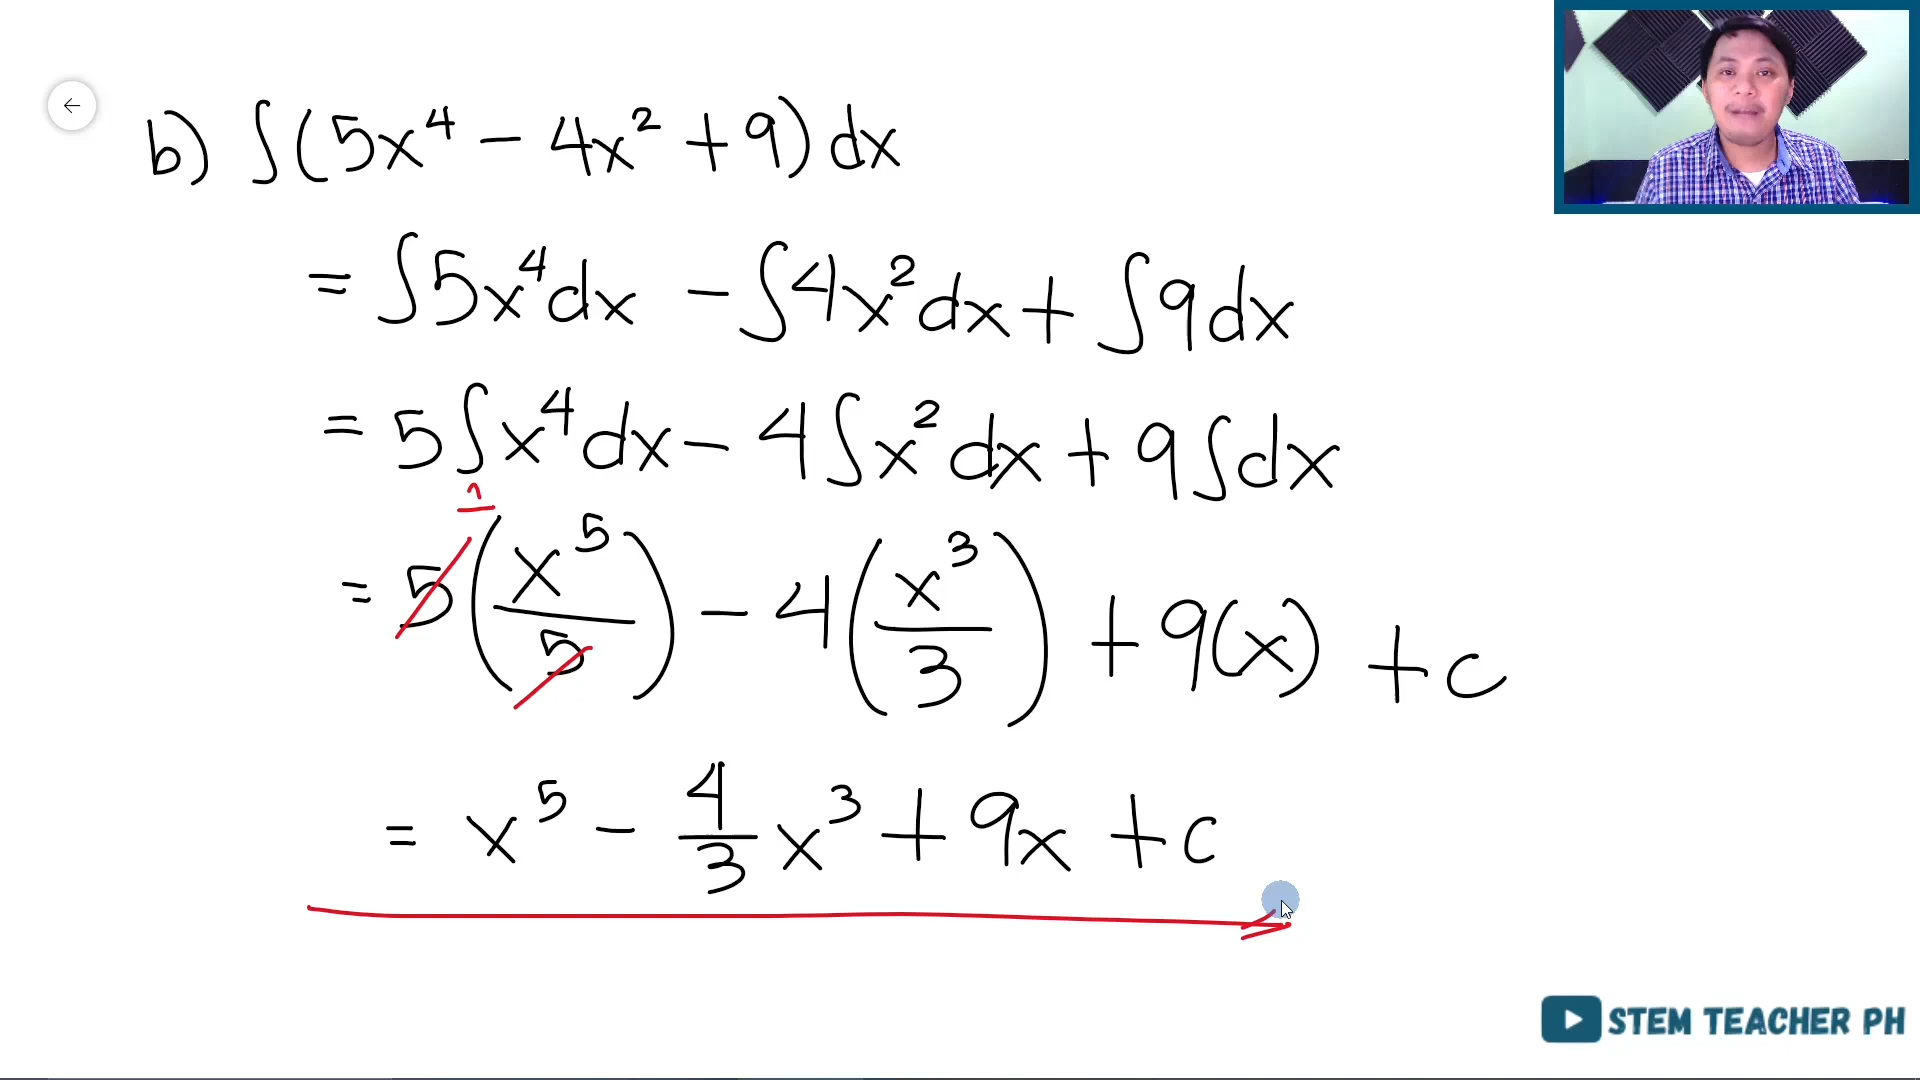 b) ∫(5x⁴ − 4x² + 9) dx
= ∫5x⁴dx − ∫4x²dx + ∫9dx
= 5∫x⁴dx − 4∫x²dx + 9∫dx
1
= 5(x⁵/5) − 4(x³/3) + 9(x) + c
= x⁵ − 4/3 x³ + 9x + c
STEM TEACHER PH